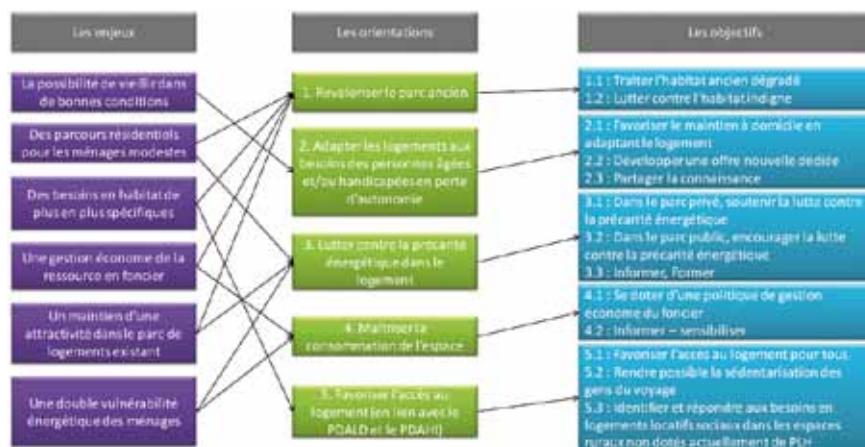 Les enjeux
Les orientations
Les objectifs
La possibilité de vieillir dans
de bonnes conditions
Des parcours résidentiels
pour les ménages modestes
Des besoins en habitat de
plus en plus spécifiques
Une gestion économe de la
ressource en foncier
Un maintien d'une
attractivité dans le parc de
logements existant
Une double vulnérabilité
énergétique des ménages
1. Revaloriser le parc ancien
2. Adapter les logements aux
besoins des personnes âgées
et/ou handicapées en perte
d'autonomie
3. Lutter contre la précarité
énergétique dans le
logement
4. Maîtriser la
consommation de l'espace
5. Favoriser l'accès au
logement (en lien avec le
PDALD et le PDAHI)
1.1 : Traiter l'habitat ancien dégradé
1.2 : Lutter contre l'habitat indigne
2.1 : Favoriser le maintien à domicile en
adaptant le logement
2.2 : Développer une offre nouvelle dédiée
2.3 : Partager la connaissance
3.1 : Dans le parc privé, soutenir la lutte contre
la précarité énergétique
3.2 : Dans le parc public, encourager la lutte
contre la précarité énergétique
3.3 : Informer, Former
4.1 : Se doter d'une politique de gestion
économe du foncier
4.2 : Informer – sensibiliser
5.1 : Favoriser l'accès au logement pour tous
5.2 : Rendre possible la sédentarisation des
gens du voyage
5.3 : Identifier et répondre aux besoins en
logements locatifs sociaux dans les espaces
ruraux non dotés actuellement de PLH